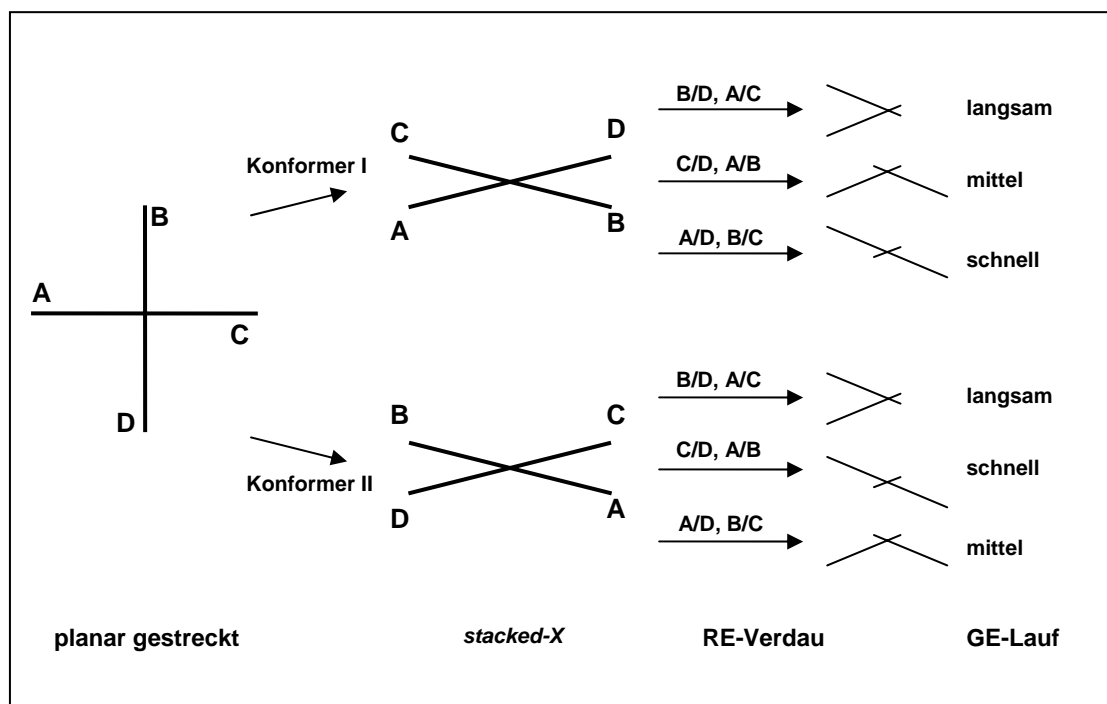 A
B
C
D
planar gestreckt
Konformer I
Konformer II
C
D
A
B
B
C
D
A
stacked-X
B/D, A/C
C/D, A/B
A/D, B/C
B/D, A/C
C/D, A/B
A/D, B/C
RE-Verdau
langsam
mittel
schnell
langsam
schnell
mittel
GE-Lauf